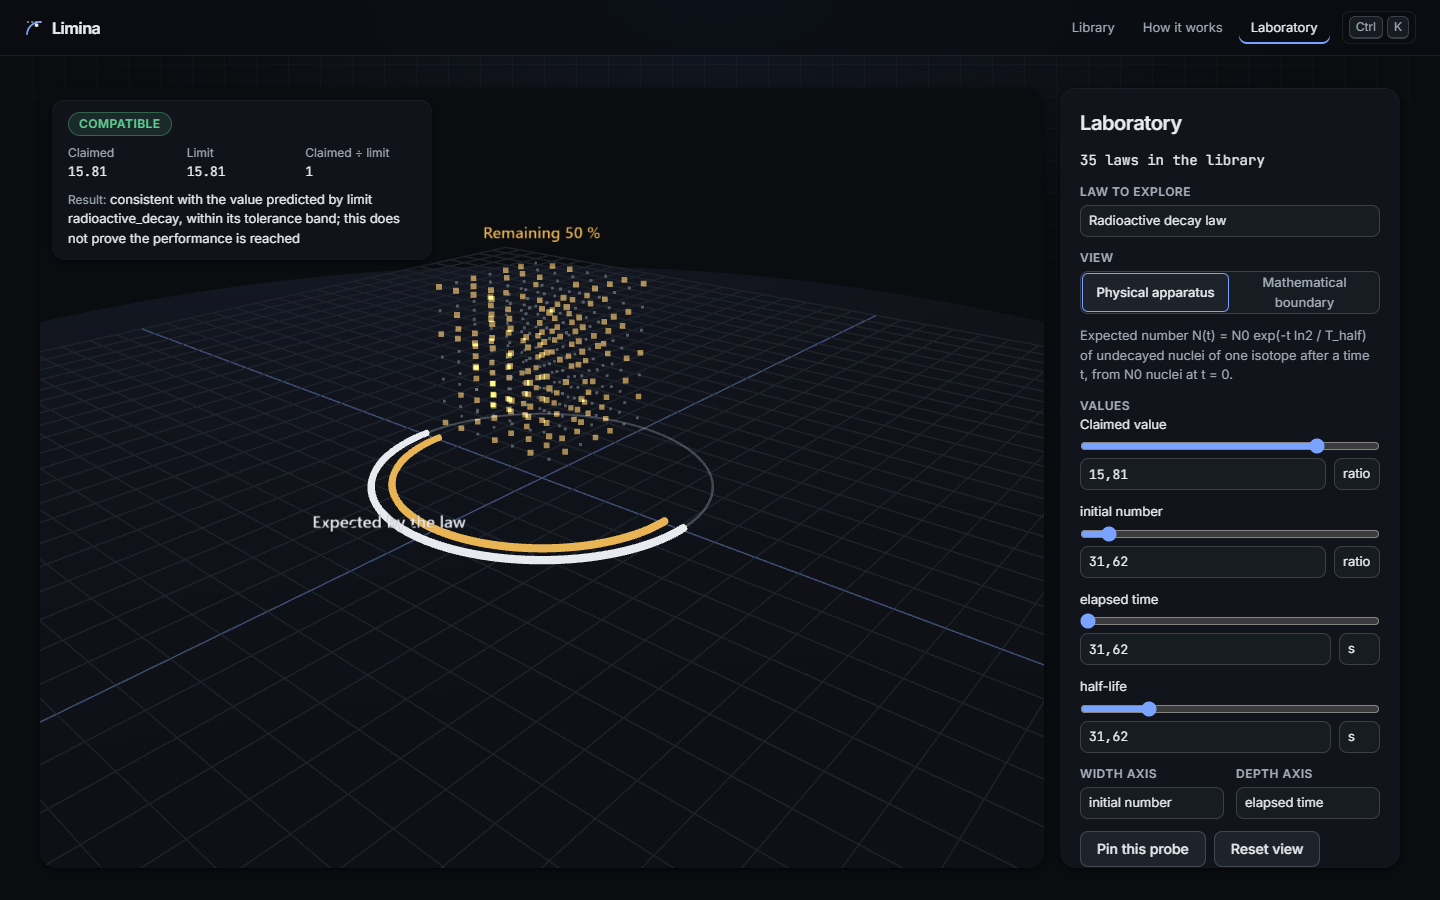 Limina
Library
How it works
Laboratory
Ctrl
K
COMPATIBLE
Claimed
Limit
Claimed ÷ limit
15.81
15.81
1
Result: consistent with the value predicted by limit
radioactive_decay, within its tolerance band; this does
not prove the performance is reached
Remaining 50 %
Expected by the law
Laboratory
35 laws in the library
LAW TO EXPLORE
Radioactive decay law
VIEW
Physical apparatus
Mathematical
boundary
Expected number N(t) = N0 exp(-t ln2 / T_half)
of undecayed nuclei of one isotope after a time
t, from N0 nuclei at t = 0.
VALUES
Claimed value
15,81
ratio
initial number
31,62
ratio
elapsed time
31,62
s
half-life
31,62
s
WIDTH AXIS
DEPTH AXIS
initial number
elapsed time
Pin this probe
Reset view